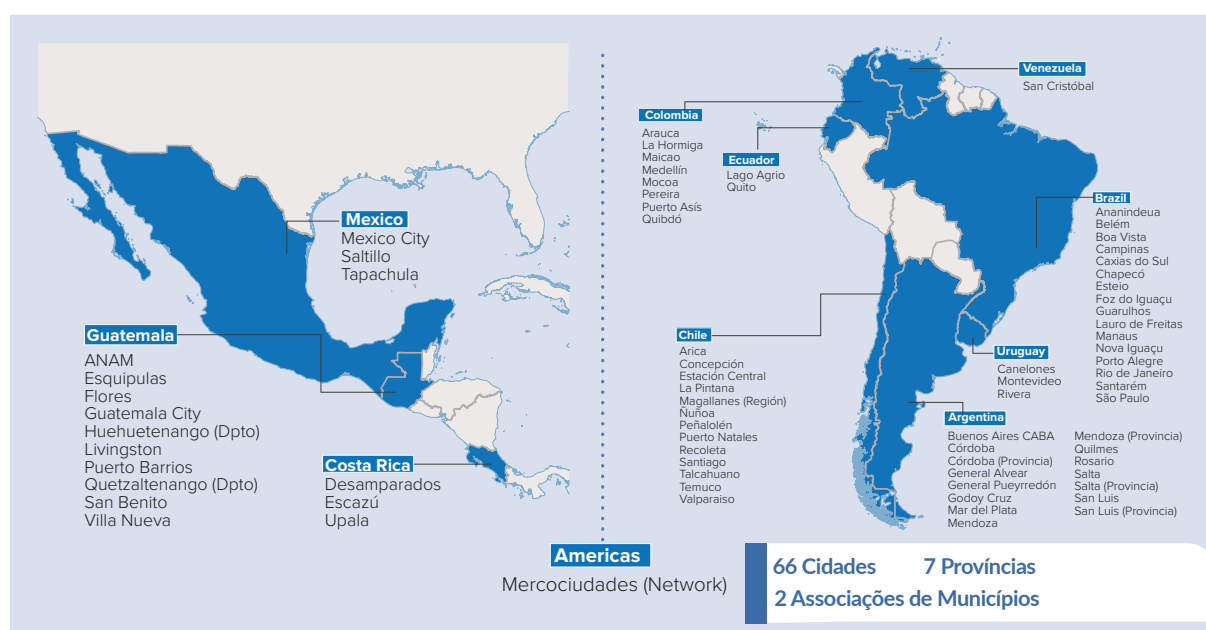 Mexico
Mexico City
Saltillo
Tapachula
Guatemala
ANAM
Esquipulas
Flores
Guatemala City
Huehuetenango (Dpto)
Livingston
Puerto Barrios
Quetzaltenango (Dpto)
San Benito
Villa Nueva
Costa Rica
Desamparados
Escazú
Upala
Americas
Mercociudades (Network)
Venezuela
San Cristóbal
Colombia
Arauca
La Hormiga
Maicao
Medellín
Mocoa
Pereira
Puerto Asís
Quibdó
Ecuador
Lago Agrio
Quito
Brazil
Ananindeua
Belém
Boa Vista
Campinas
Caxias do Sul
Chapecó
Esteio
Foz do Iguaçu
Guarulhos
Lauro de Freitas
Manaus
Nova Iguaçu
Porto Alegre
Rio de Janeiro
Santarém
São Paulo
Chile
Arica
Concepción
Estación Central
La Pintana
Magallanes (Región)
Ñuñoa
Peñalolén
Puerto Natales
Recoleta
Santiago
Talcahuano
Temuco
Valparaiso
Uruguay
Canelones
Montevideo
Rivera
Argentina
Buenos Aires CABA
Córdoba
Córdoba (Provincia)
General Alvear
General Pueyrredón
Godoy Cruz
Mar del Plata
Mendoza
Mendoza (Provincia)
Quilmes
Rosario
Salta
Salta (Provincia)
San Luis
San Luis (Provincia)
66 Cidades 7 Províncias
2 Associações de Municípios